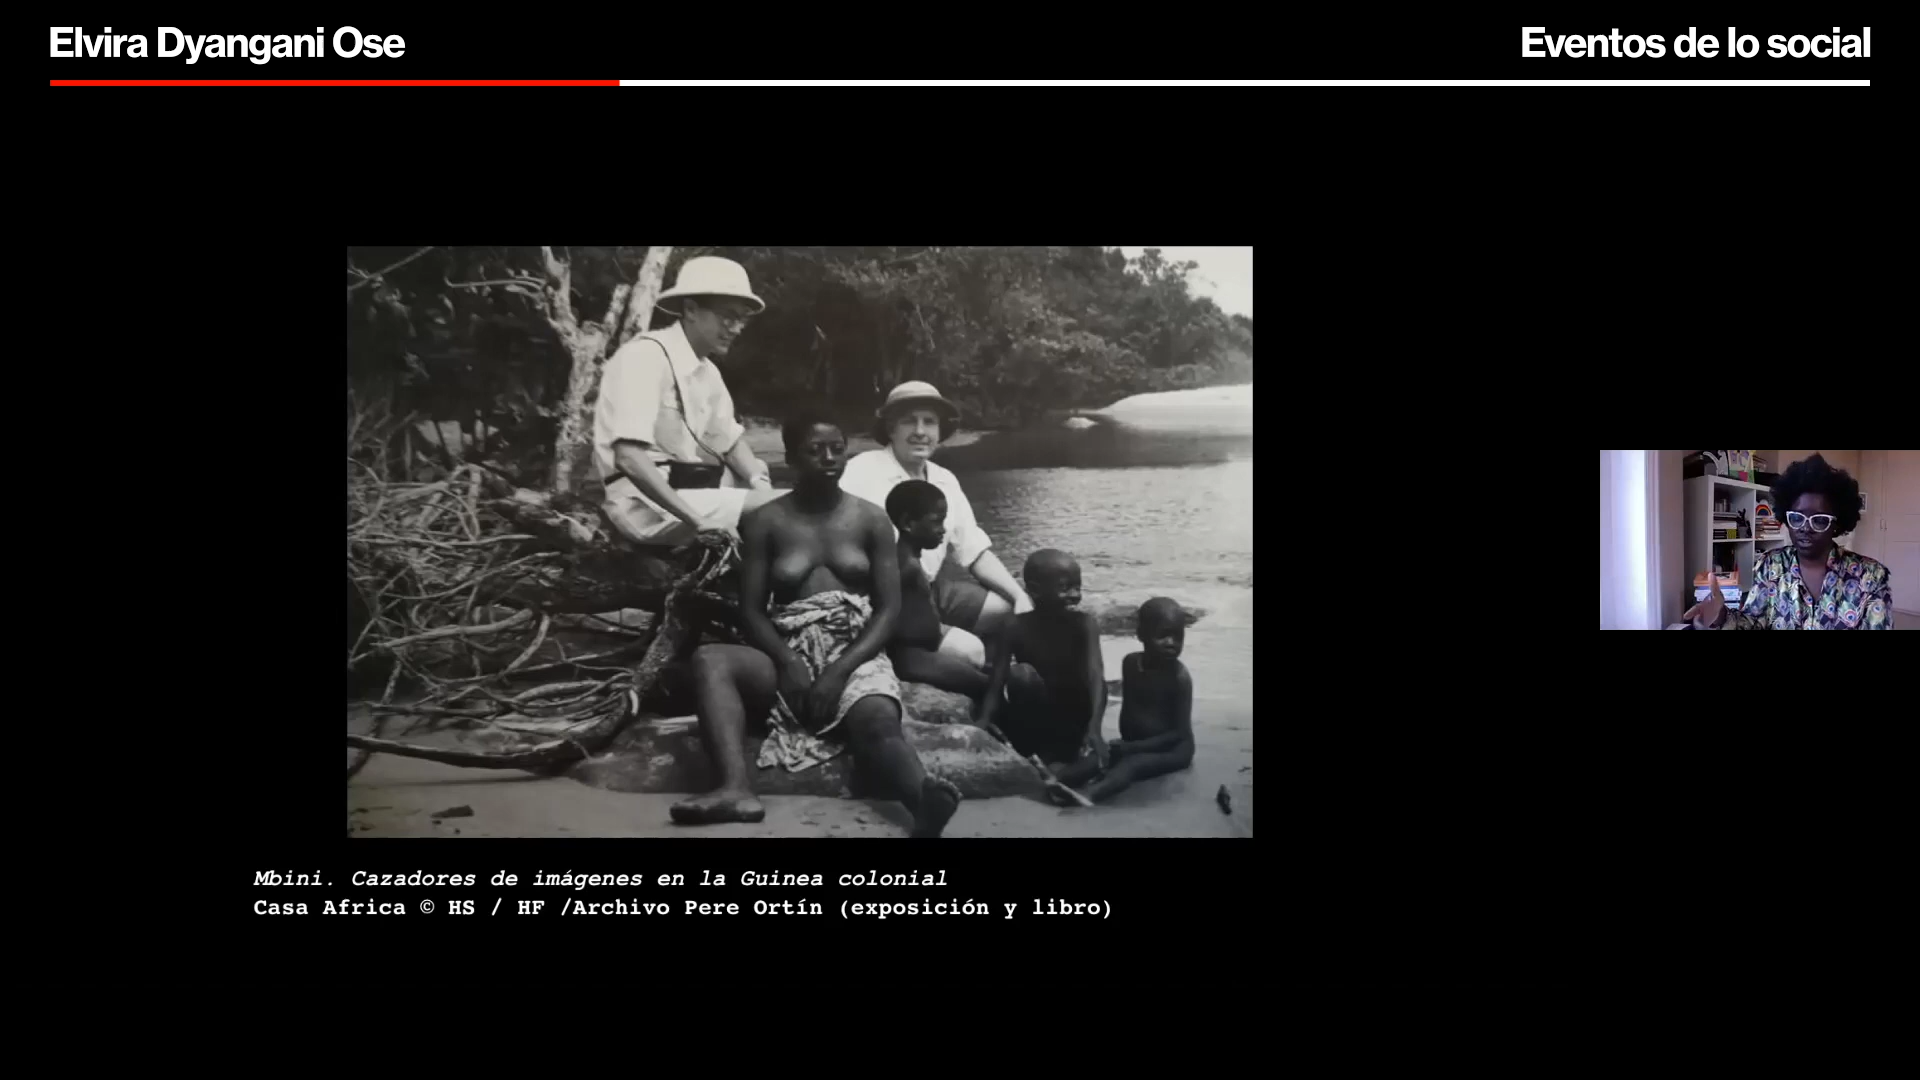 Elvira Dyangani Ose
Eventos de lo social
Mbini. Cazadores de imágenes en la Guinea colonial
Casa Africa © HS / HF /Archivo Pere Ortín (exposición y libro)